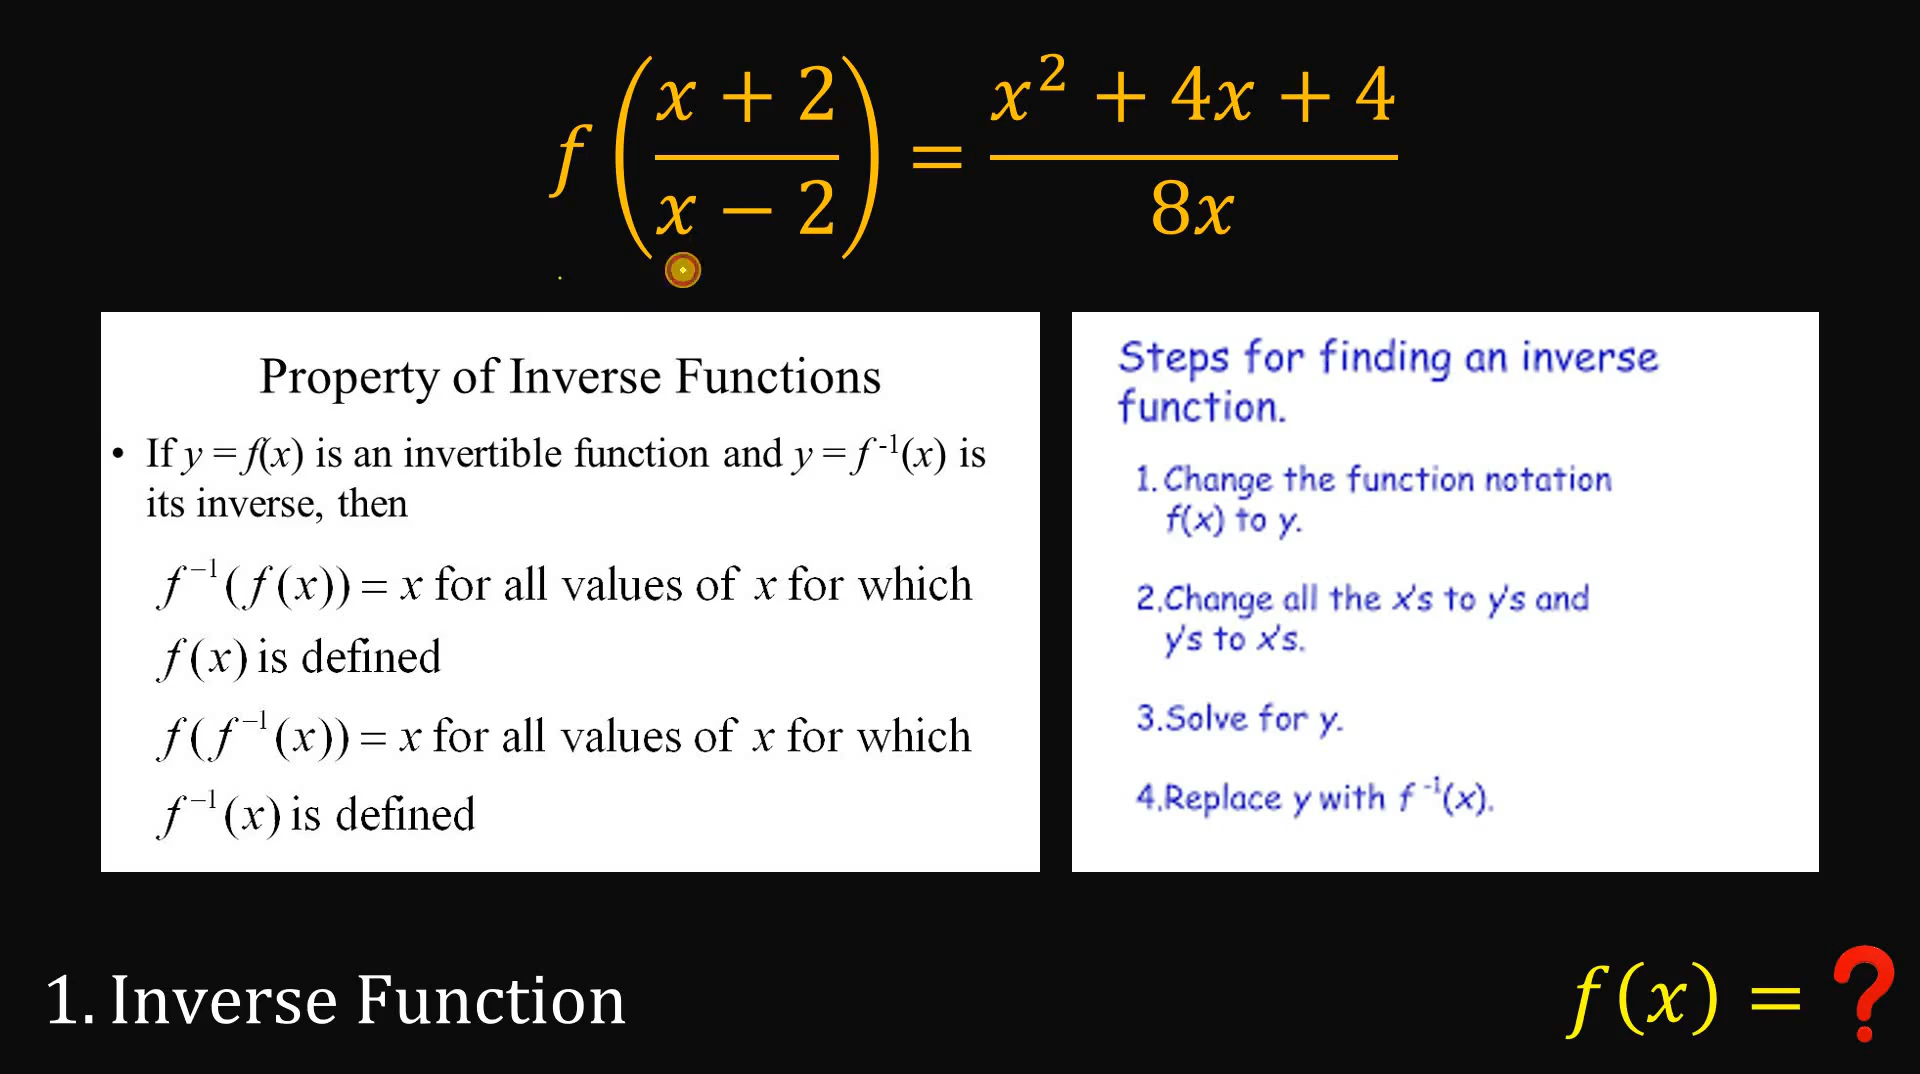 f((x + 2)/(x − 2)) = (x² + 4x + 4)/(8x)
Property of Inverse Functions
• If y = f(x) is an invertible function and y = f⁻¹(x) is
its inverse, then
f⁻¹(f(x)) = x for all values of x for which
f(x) is defined
f(f⁻¹(x)) = x for all values of x for which
f⁻¹(x) is defined
Steps for finding an inverse
function.
1. Change the function notation
f(x) to y.
2. Change all the x's to y's and
y's to x's.
3. Solve for y.
4. Replace y with f⁻¹(x).
1. Inverse Function
f(x) = ❓